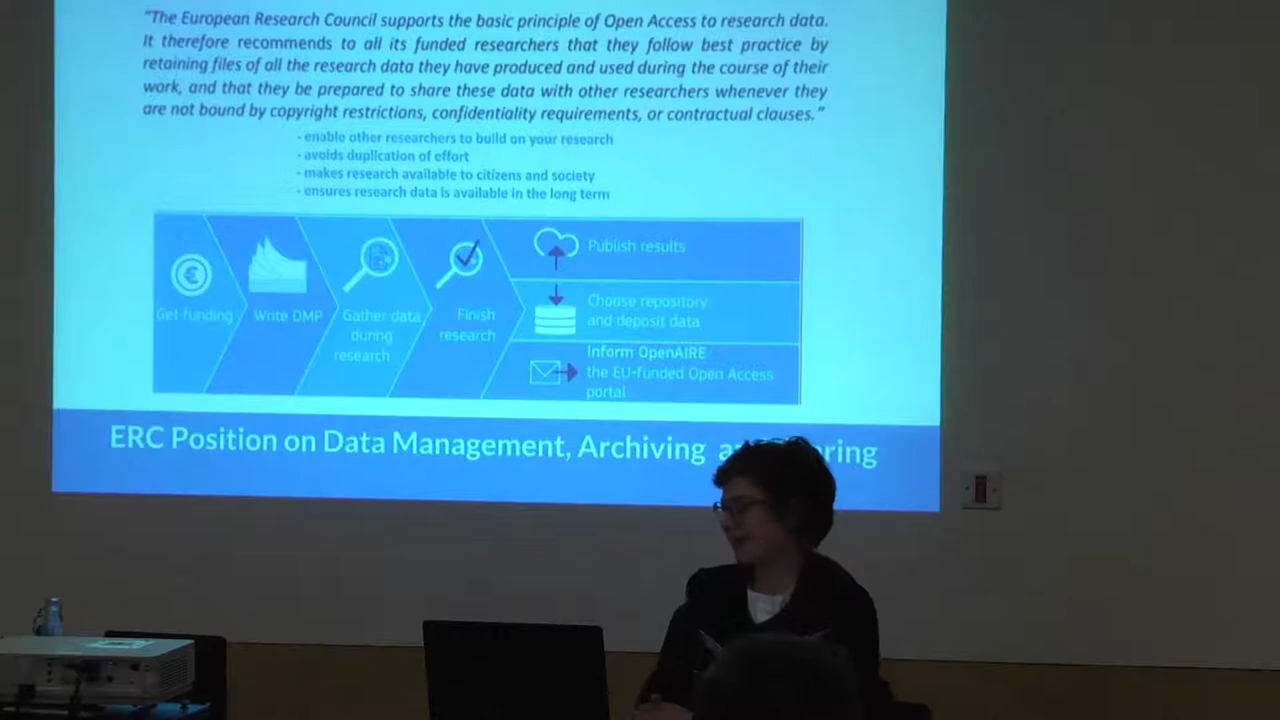 "The European Research Council supports the basic principle of Open Access to research data.
It therefore recommends to all its funded researchers that they follow best practice by
retaining files of all the research data they have produced and used during the course of their
work, and that they be prepared to share these data with other researchers whenever they
are not bound by copyright restrictions, confidentiality requirements, or contractual clauses."
- enable other researchers to build on your research
- avoids duplication of effort
- makes research available to citizens and society
- ensures research data is available in the long term
Get funding
Write DMP
Gather data
during
research
Finish
research
Publish results
Choose repository
and deposit data
Inform OpenAIRE
the EU-funded Open Access
portal
ERC Position on Data Management, Archiving